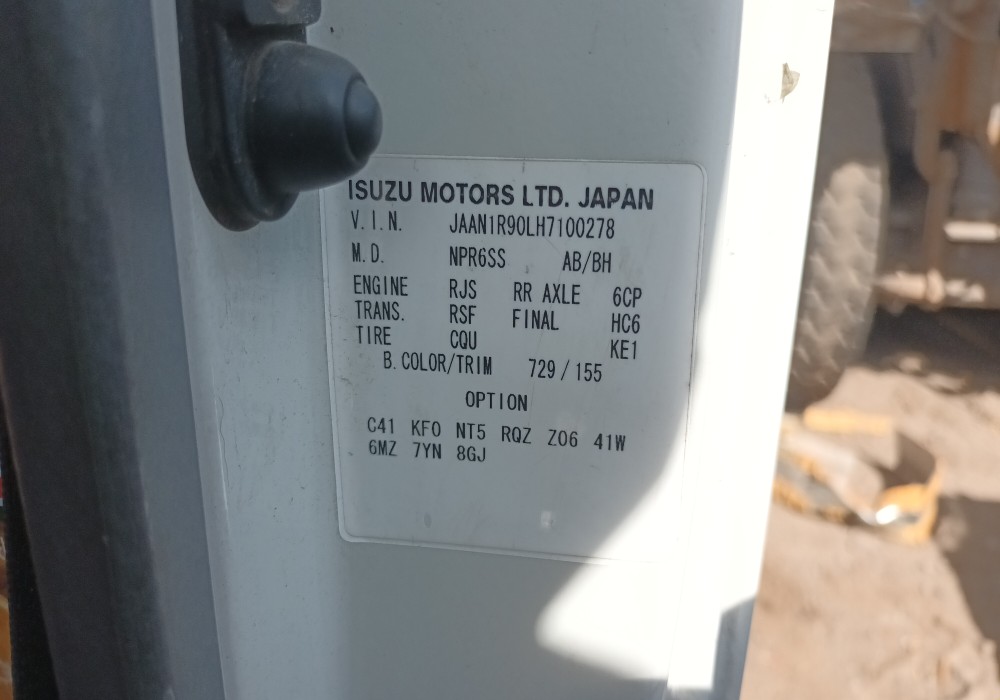 ISUZU MOTORS LTD. JAPAN
V.I.N. JAAN1R90LH7100278
M.D. NPR6SS AB/BH
ENGINE RJS RR AXLE 6CP
TRANS. RSF FINAL HC6
TIRE CQU KE1
B.COLOR/TRIM 729/155
OPTION
C41 KF0 NT5 RQZ Z06 41W
6MZ 7YN 8GJ